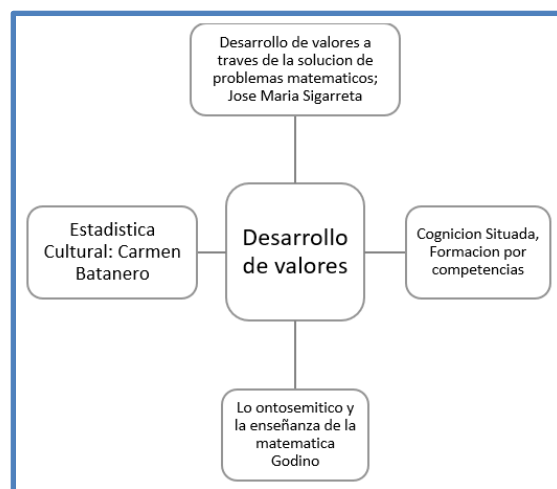 Desarrollo de valores a
traves de la solucion de
problemas matematicos;
Jose Maria Sigarreta
Estadistica
Cultural: Carmen
Batanero
Desarrollo
de valores
Cognicion Situada,
Formacion por
competencias
Lo ontosemitico y
la enseñanza de la
matematica
Godino